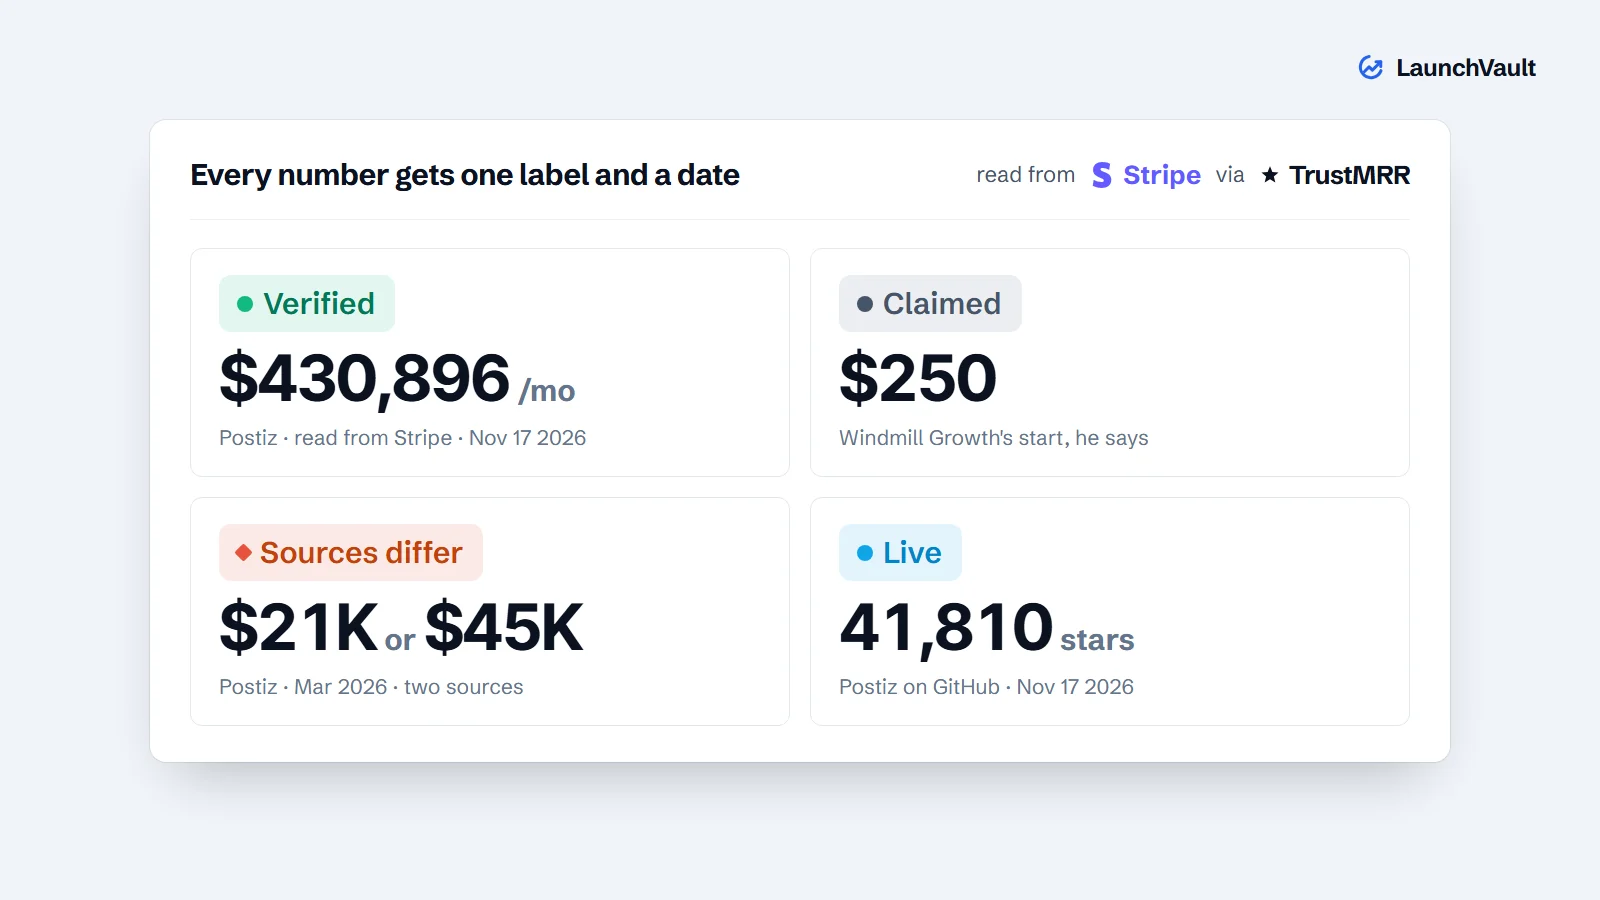 LaunchVault
Every number gets one label and a date
read from Stripe via TrustMRR
Verified
$430,896 /mo
Postiz · read from Stripe · Nov 17 2026
Claimed
$250
Windmill Growth's start, he says
Sources differ
$21K or $45K
Postiz · Mar 2026 · two sources
Live
41,810 stars
Postiz on GitHub · Nov 17 2026